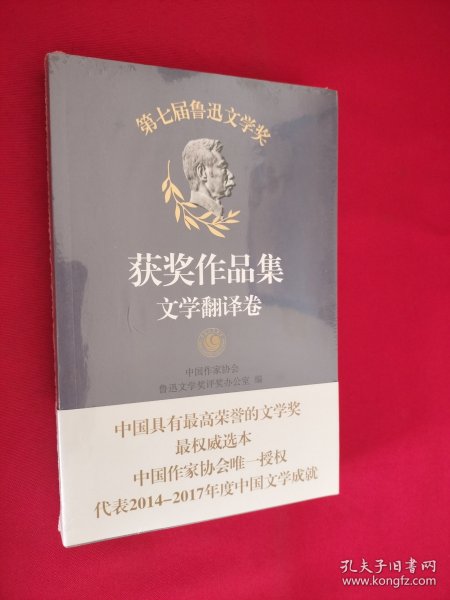 第七届鲁迅文学奖
获奖作品集
文学翻译卷
中国作家协会
鲁迅文学奖评奖办公室 编
中国具有最高荣誉的文学奖
最权威选本
中国作家协会唯一授权
代表2014-2017年度中国文学成就
孔夫子旧书网
www.kongfz.com